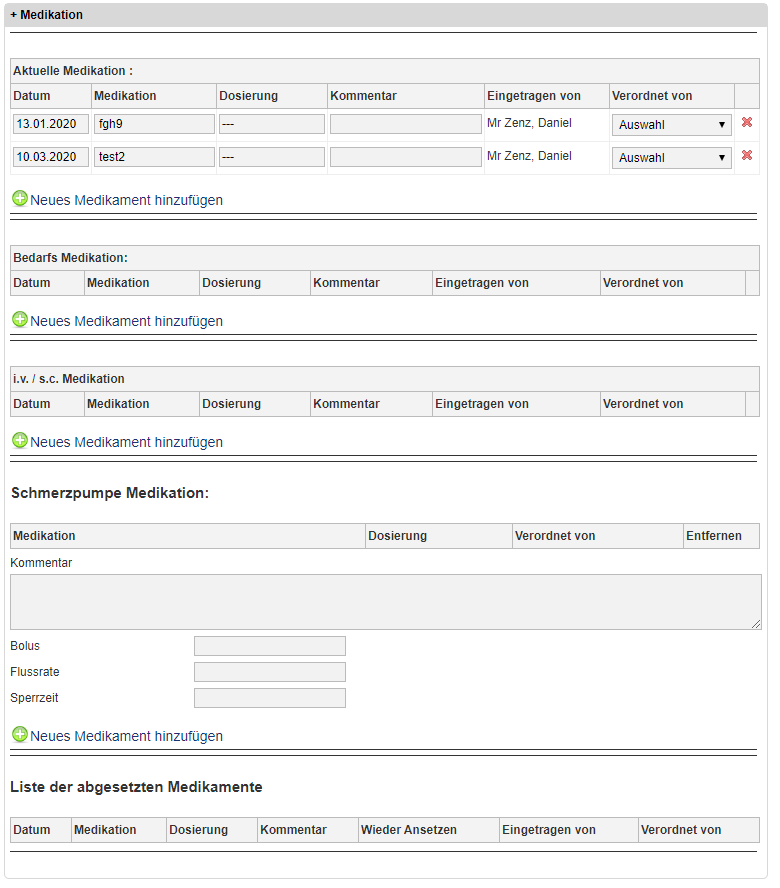 + Medikation
Aktuelle Medikation :
Datum Medikation Dosierung Kommentar Eingetragen von Verordnet von
13.01.2020 fgh9 --- Mr Zenz, Daniel Auswahl
10.03.2020 test2 --- Mr Zenz, Daniel Auswahl
Neues Medikament hinzufügen
Bedarfs Medikation:
Datum Medikation Dosierung Kommentar Eingetragen von Verordnet von
Neues Medikament hinzufügen
i.v. / s.c. Medikation
Datum Medikation Dosierung Kommentar Eingetragen von Verordnet von
Neues Medikament hinzufügen
Schmerzpumpe Medikation:
Medikation Dosierung Verordnet von Entfernen
Kommentar
Bolus
Flussrate
Sperrzeit
Neues Medikament hinzufügen
Liste der abgesetzten Medikamente
Datum Medikation Dosierung Kommentar Wieder Ansetzen Eingetragen von Verordnet von